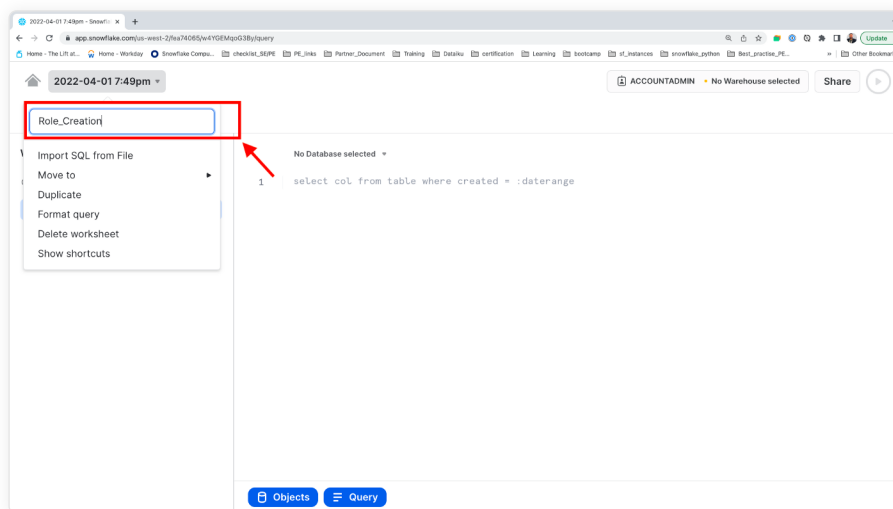 2022-04-01 7:49pm - Snowfla
app.snowflake.com/us-west-2/fea74065/w4YGEMqoG3By/query
Update
Home - The Lift at... Home - Workday Snowflake Compu... checklist_SE/PE PE_links Partner_Document Training Dataiku certification Learning bootcamp sf_instances snowflake_python Best_practise_PE... » Other Bookmar
2022-04-01 7:49pm
ACCOUNTADMIN • No Warehouse selected Share
Role_Creation
Import SQL from File
Move to
Duplicate
Format query
Delete worksheet
Show shortcuts
No Database selected
1 select col from table where created = :daterange
Objects Query